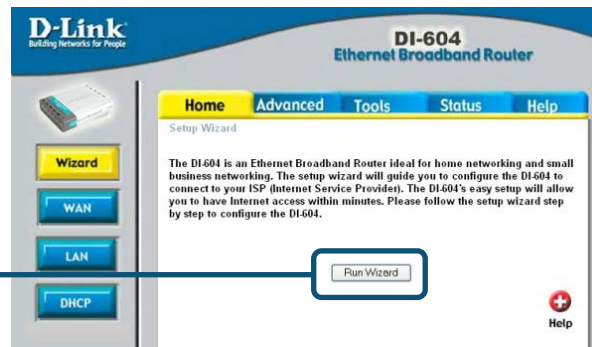 D-Link
Building Networks for People
DI-604
Ethernet Broadband Router
Home Advanced Tools Status Help
Setup Wizard
Wizard
WAN
LAN
DHCP
The DI-604 is an Ethernet Broadband Router ideal for home networking and small
business networking. The setup wizard will guide you to configure the DI-604 to
connect to your ISP (Internet Service Provider). The DI-604's easy setup will allow
you to have Internet access within minutes. Please follow the setup wizard step
by step to configure the DI-604.
Run Wizard
Help